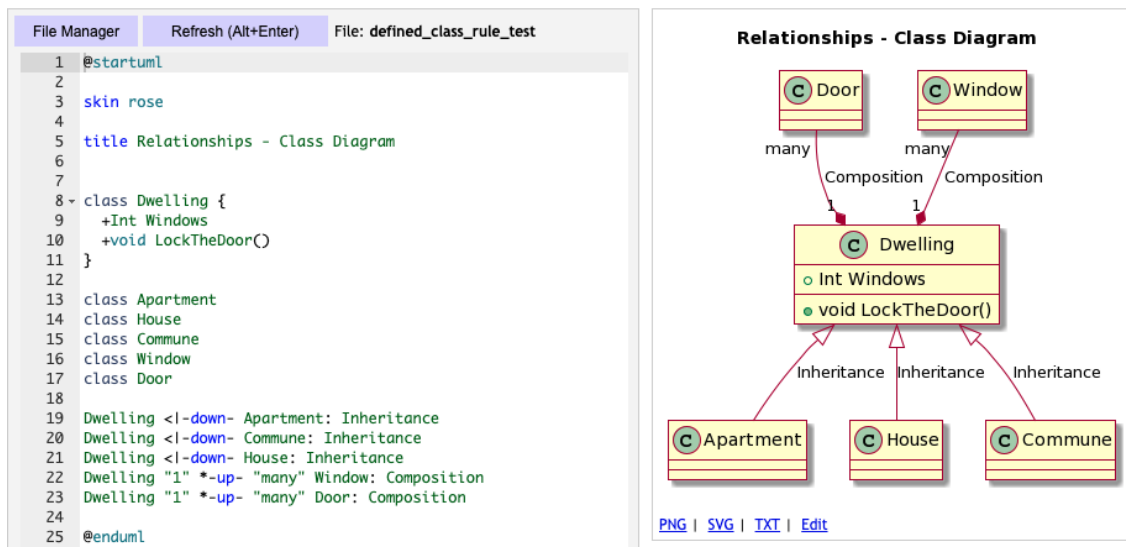 File Manager Refresh (Alt+Enter) File: defined_class_rule_test
1 @startuml
2
3 skin rose
4
5 title Relationships - Class Diagram
6
7
8 class Dwelling {
9 +Int Windows
10 +void LockTheDoor()
11 }
12
13 class Apartment
14 class House
15 class Commune
16 class Window
17 class Door
18
19 Dwelling <|-down- Apartment: Inheritance
20 Dwelling <|-down- Commune: Inheritance
21 Dwelling <|-down- House: Inheritance
22 Dwelling "1" *-up- "many" Window: Composition
23 Dwelling "1" *-up- "many" Door: Composition
24
25 @enduml
Relationships - Class Diagram
C Door C Window
many many
Composition Composition
1 1
C Dwelling
Int Windows
void LockTheDoor()
Inheritance Inheritance Inheritance
C Apartment C House C Commune
PNG | SVG | TXT | Edit